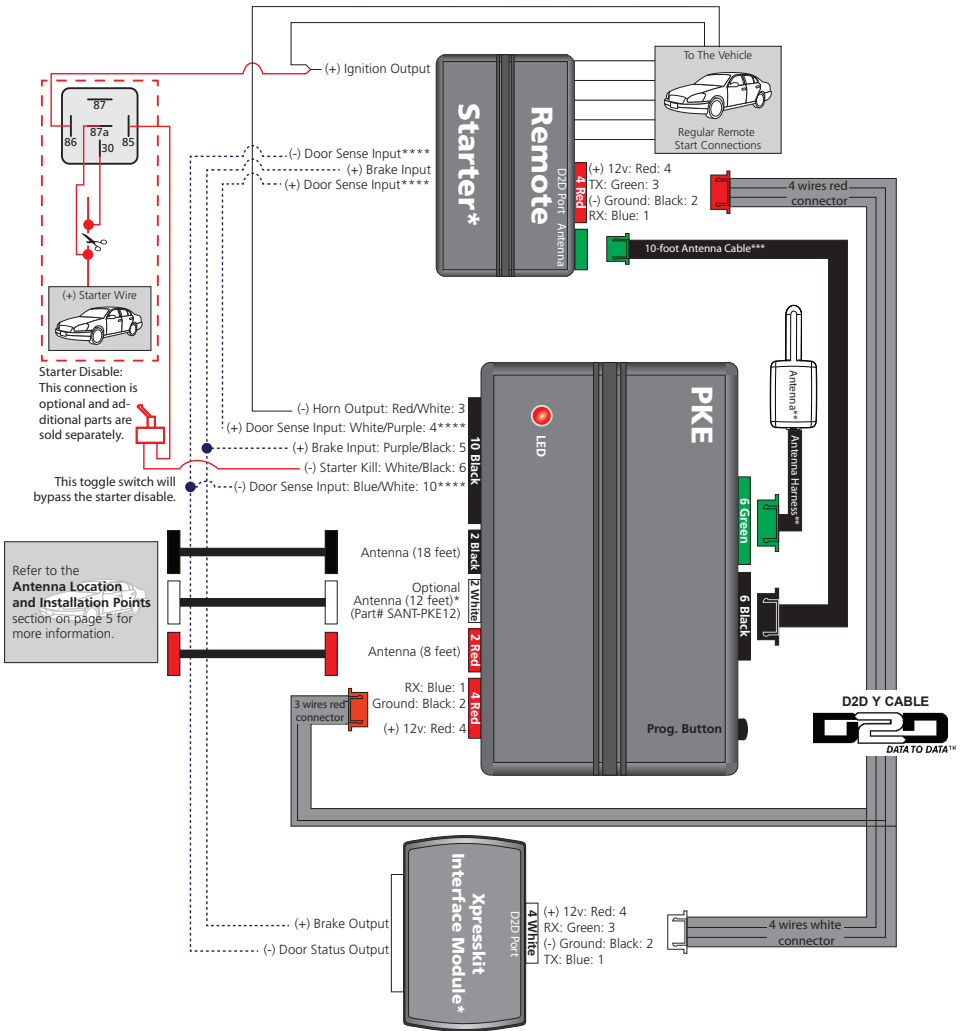 (+) Ignition Output
To The Vehicle
Regular Remote
Start Connections
87
87a
86
30
85
(+) Starter Wire
Starter Disable:
This connection is
optional and ad-
ditional parts are
sold separately.
This toggle switch will
bypass the starter disable.
(-) Door Sense Input****
(+) Brake Input
(+) Door Sense Input****
Remote
Starter*
D2D Port
Antenna
4 Red
(+) 12v: Red: 4
TX: Green: 3
(-) Ground: Black: 2
RX: Blue: 1
4 wires red
connector
10-foot Antenna Cable***
Antenna**
Antenna Harness**
PKE
LED
Prog. Button
10 Black
(-) Horn Output: Red/White: 3
(+) Door Sense Input: White/Purple: 4****
(+) Brake Input: Purple/Black: 5
(-) Starter Kill: White/Black: 6
(-) Door Sense Input: Blue/White: 10****
2 Black
Antenna (18 feet)
2 White
Optional
Antenna (12 feet)*
(Part# SANT-PKE12)
2 Red
Antenna (8 feet)
4 Red
RX: Blue: 1
Ground: Black: 2
(+) 12v: Red: 4
6 Green
6 Black
Refer to the
Antenna Location
and Installation Points
section on page 5 for
more information.
3 wires red
connector
D2D Y CABLE
D2D
DATA TO DATA™
Xpresskit
Interface Module*
D2D Port
4 White
(+) Brake Output
(-) Door Status Output
(+) 12v: Red: 4
RX: Green: 3
(-) Ground: Black: 2
TX: Blue: 1
4 wires white
connector